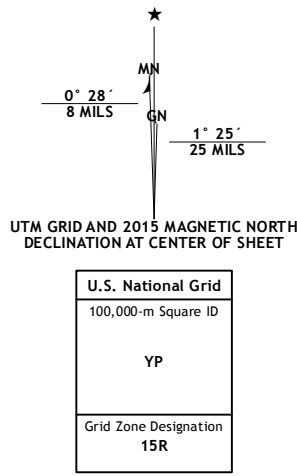 MN
0° 28´
8 MILS
GN
1° 25´
25 MILS
UTM GRID AND 2015 MAGNETIC NORTH
DECLINATION AT CENTER OF SHEET
U.S. National Grid
100,000-m Square ID
YP
Grid Zone Designation
15R